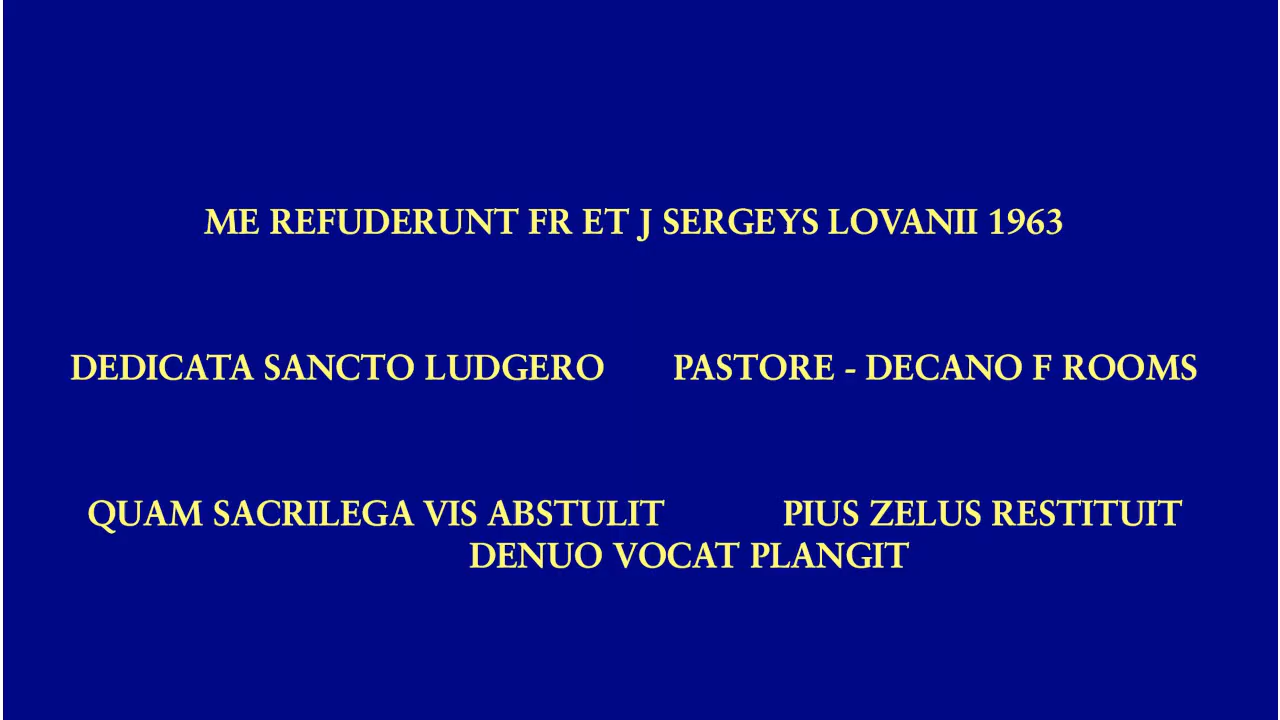 ME REFUDERUNT FR ET J SERGEYS LOVANII 1963
DEDICATA SANCTO LUDGERO PASTORE - DECANO F ROOMS
QUAM SACRILEGA VIS ABSTULIT PIUS ZELUS RESTITUIT
DENUO VOCAT PLANGIT